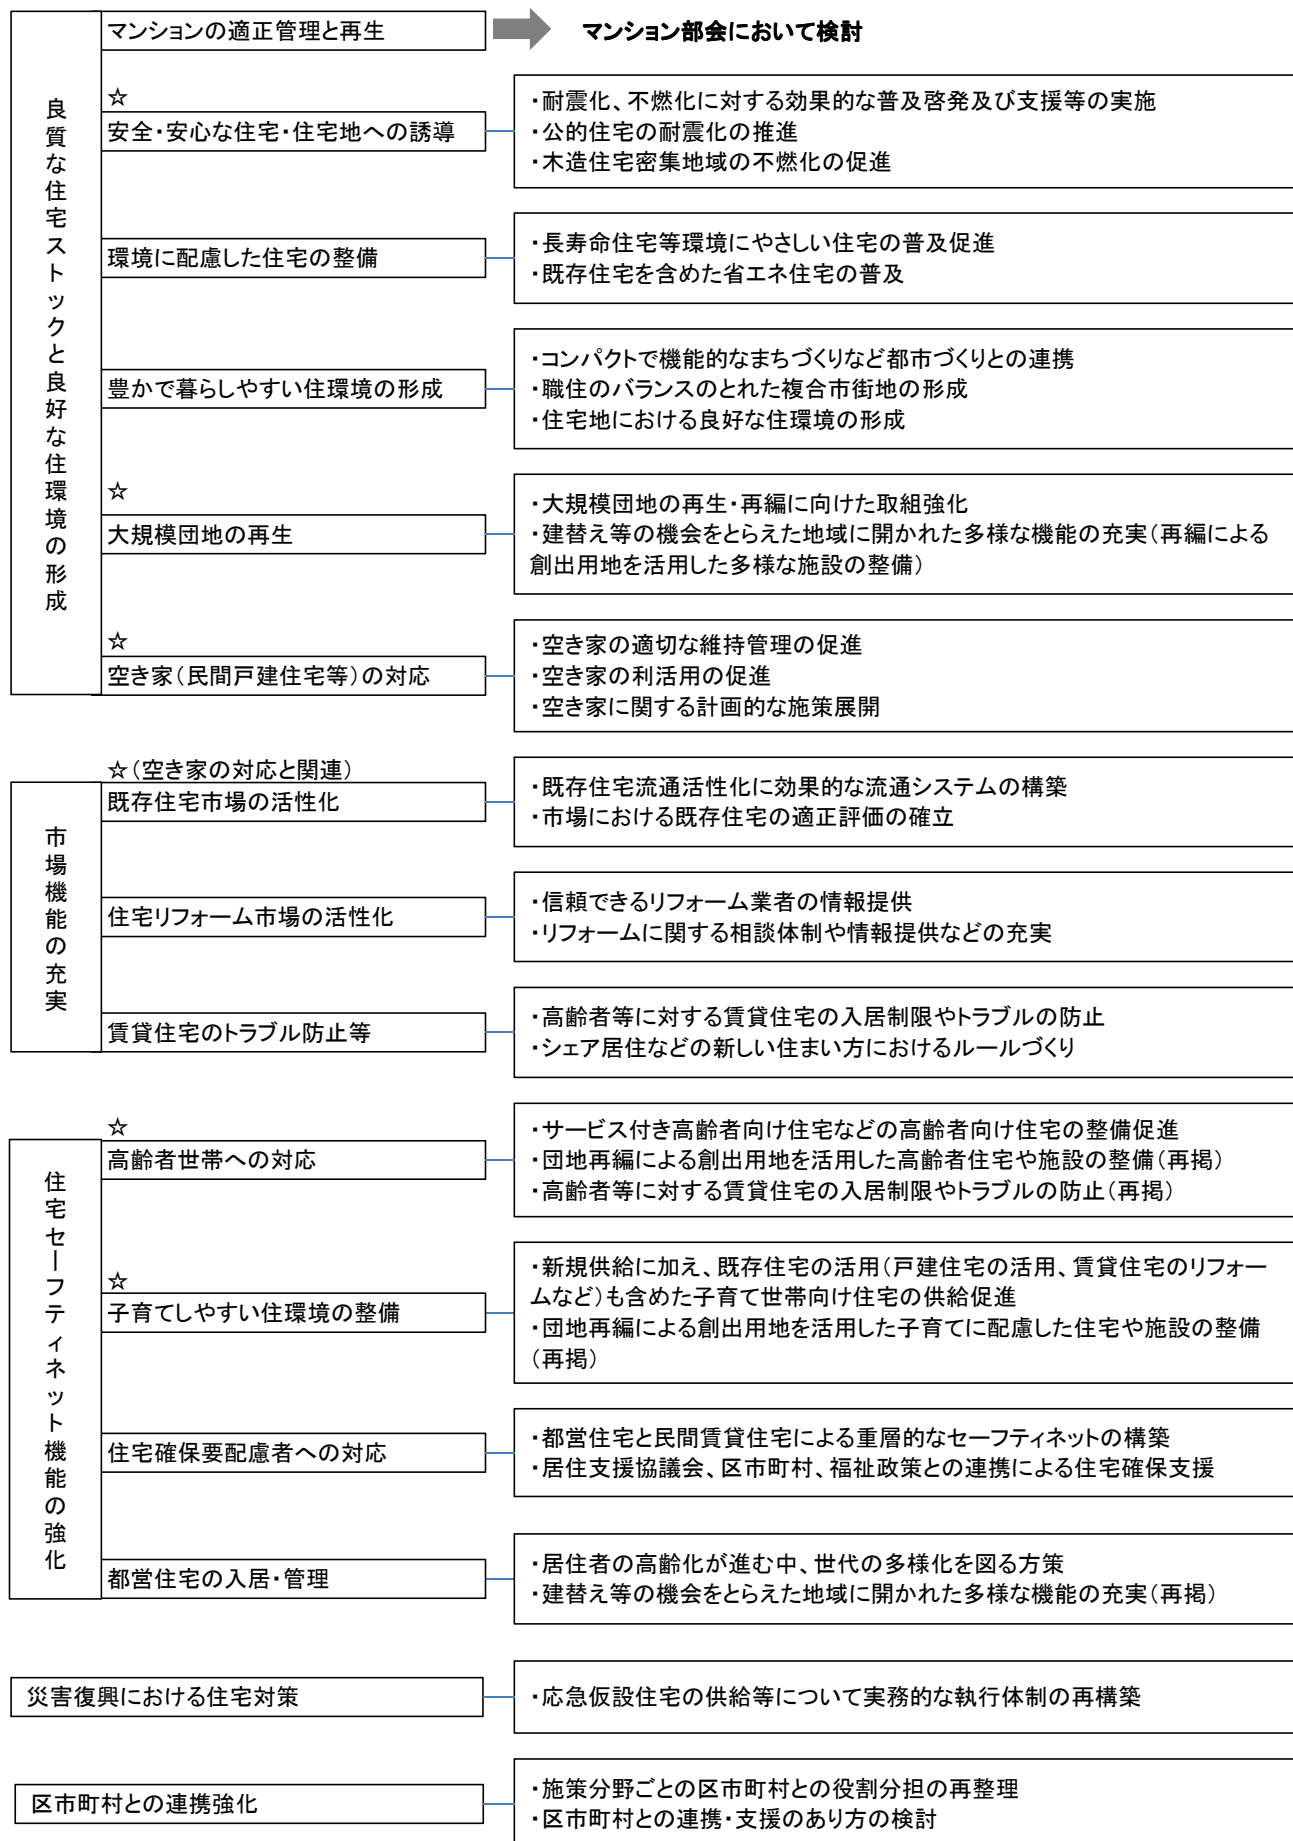 良質な住宅ストックと良好な住環境の形成
マンションの適正管理と再生
マンション部会において検討
☆
安全・安心な住宅・住宅地への誘導
・耐震化、不燃化に対する効果的な普及啓発及び支援等の実施
・公的住宅の耐震化の推進
・木造住宅密集地域の不燃化の促進
環境に配慮した住宅の整備
・長寿命住宅等環境にやさしい住宅の普及促進
・既存住宅を含めた省エネ住宅の普及
豊かで暮らしやすい住環境の形成
・コンパクトで機能的なまちづくりなど都市づくりとの連携
・職住のバランスのとれた複合市街地の形成
・住宅地における良好な住環境の形成
☆
大規模団地の再生
・大規模団地の再生・再編に向けた取組強化
・建替え等の機会をとらえた地域に開かれた多様な機能の充実（再編による
創出用地を活用した多様な施設の整備）
☆
空き家（民間戸建住宅等）の対応
・空き家の適切な維持管理の促進
・空き家の利活用の促進
・空き家に関する計画的な施策展開
市場機能の充実
☆（空き家の対応と関連）
既存住宅市場の活性化
・既存住宅流通活性化に効果的な流通システムの構築
・市場における既存住宅の適正評価の確立
住宅リフォーム市場の活性化
・信頼できるリフォーム業者の情報提供
・リフォームに関する相談体制や情報提供などの充実
賃貸住宅のトラブル防止等
・高齢者等に対する賃貸住宅の入居制限やトラブルの防止
・シェア居住などの新しい住まい方におけるルールづくり
住宅セーフティネット機能の強化
☆
高齢者世帯への対応
・サービス付き高齢者向け住宅などの高齢者向け住宅の整備促進
・団地再編による創出用地を活用した高齢者住宅や施設の整備（再掲）
・高齢者等に対する賃貸住宅の入居制限やトラブルの防止（再掲）
☆
子育てしやすい住環境の整備
・新規供給に加え、既存住宅の活用（戸建住宅の活用、賃貸住宅のリフォー
ムなど）も含めた子育て世帯向け住宅の供給促進
・団地再編による創出用地を活用した子育てに配慮した住宅や施設の整備
（再掲）
住宅確保要配慮者への対応
・都営住宅と民間賃貸住宅による重層的なセーフティネットの構築
・居住支援協議会、区市町村、福祉政策との連携による住宅確保支援
都営住宅の入居・管理
・居住者の高齢化が進む中、世代の多様化を図る方策
・建替え等の機会をとらえた地域に開かれた多様な機能の充実（再掲）
災害復興における住宅対策
・応急仮設住宅の供給等について実務的な執行体制の再構築
区市町村との連携強化
・施策分野ごとの区市町村との役割分担の再整理
・区市町村との連携・支援のあり方の検討